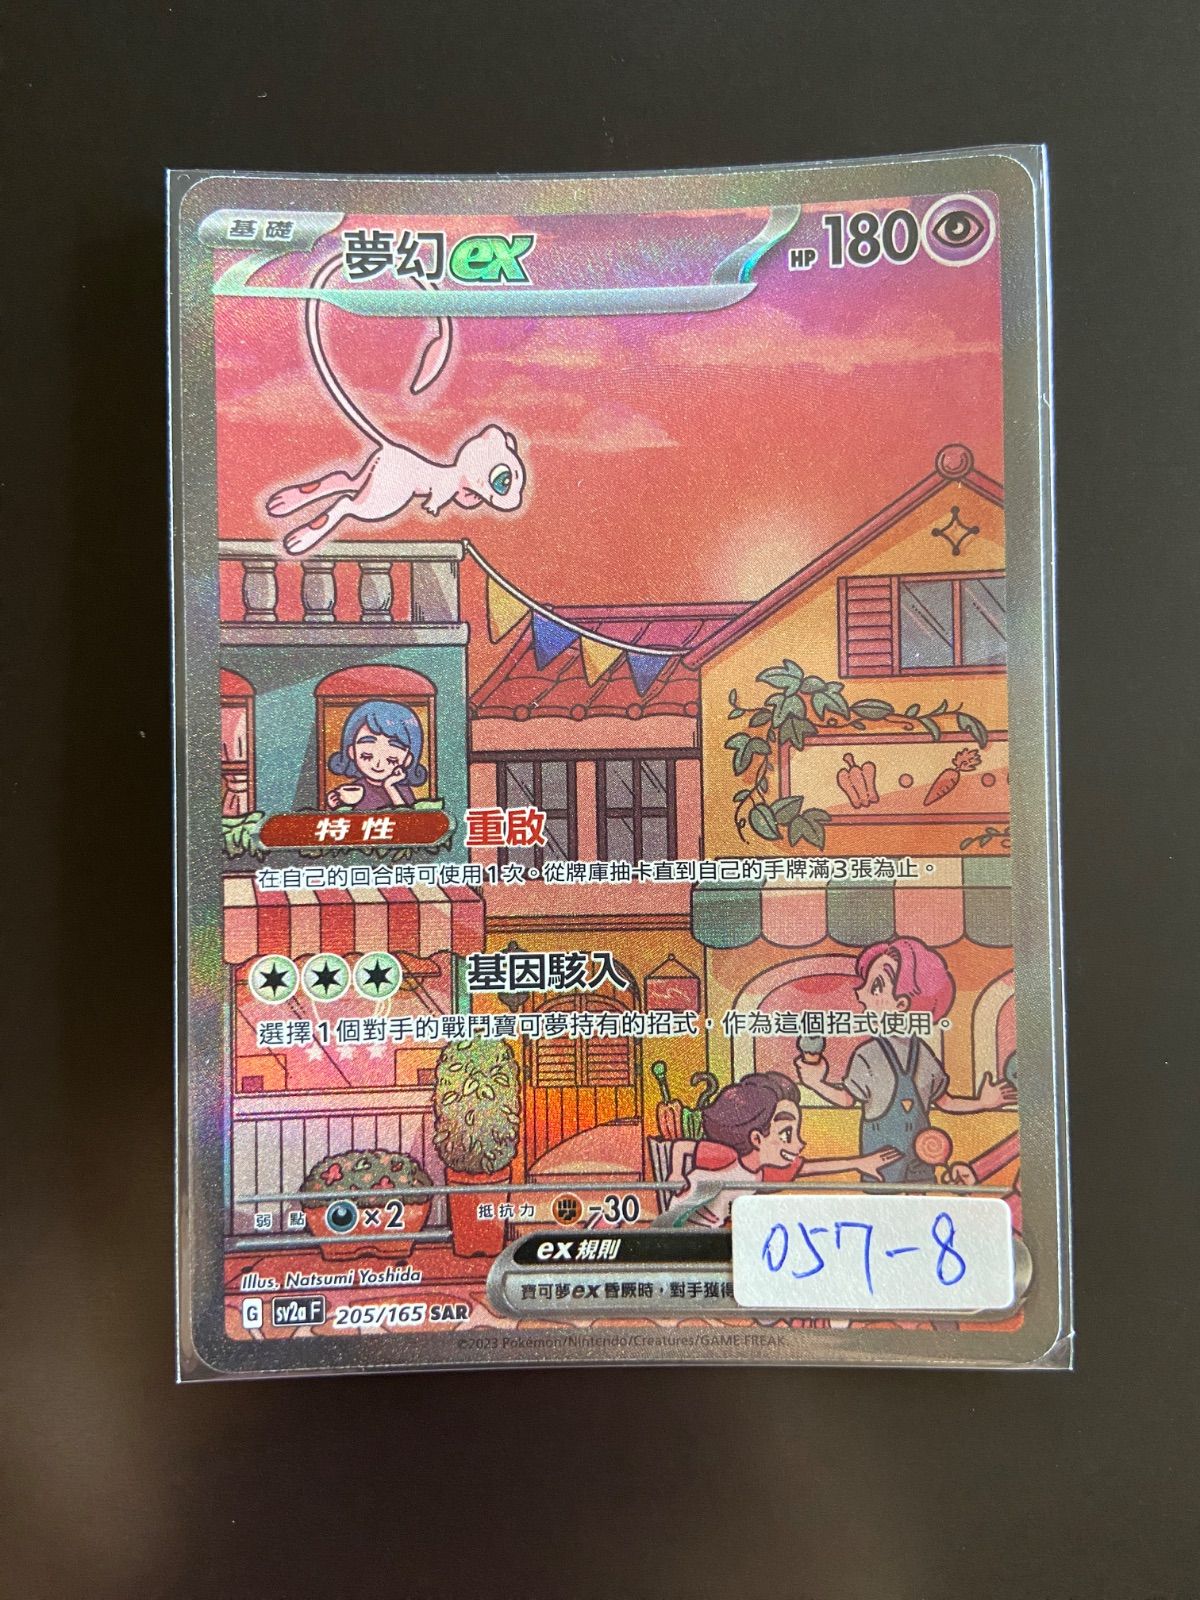 基礎
夢幻ex
HP 180
特性 重啟
在自己的回合時可使用1次。從牌庫抽卡直到自己的手牌滿3張為止。
基因駭入
選擇1個對手的戰鬥寶可夢持有的招式，作為這個招式使用。
弱點 ×2 抵抗力 -30
ex規則
寶可夢ex昏厥時，對手獲得
057-8
Illus. Natsumi Yoshida
G sv2a F 205/165 SAR
©2023 Pokémon/Nintendo/Creatures/GAME FREAK